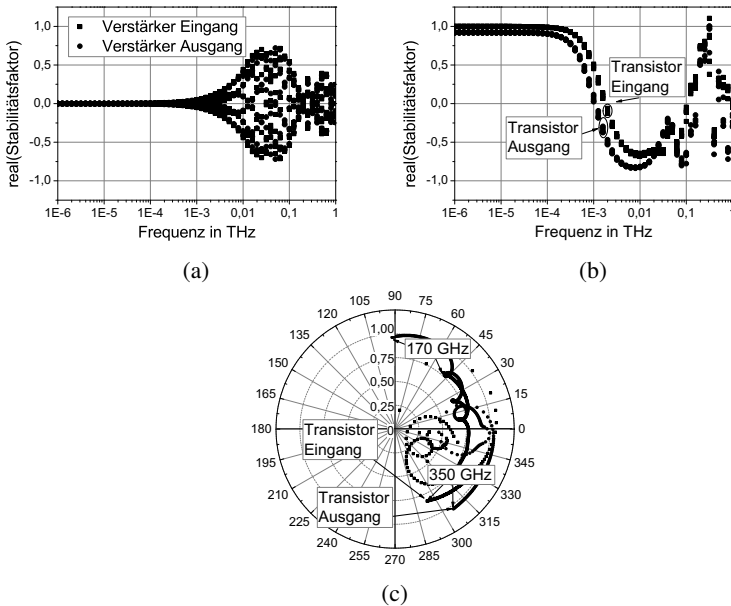 1,0
0,5
0,0
-0,5
-1,0
real(Stabilitätsfaktor)
Verstärker Eingang
Verstärker Ausgang
1E-6 1E-5 1E-4 1E-3 0,01 0,1 1
Frequenz in THz
(a)
1,0
0,5
0,0
-0,5
-1,0
real(Stabilitätsfaktor)
Transistor
Eingang
Transistor
Ausgang
1E-6 1E-5 1E-4 1E-3 0,01 0,1 1
Frequenz in THz
(b)
90
105 75
120 60
135 45
150 30
165 15
180 0
195 345
210 330
225 315
240 300
255 285
270
1,00
0,75
0,50
0,25
0
170 GHz
350 GHz
Transistor
Eingang
Transistor
Ausgang
(c)